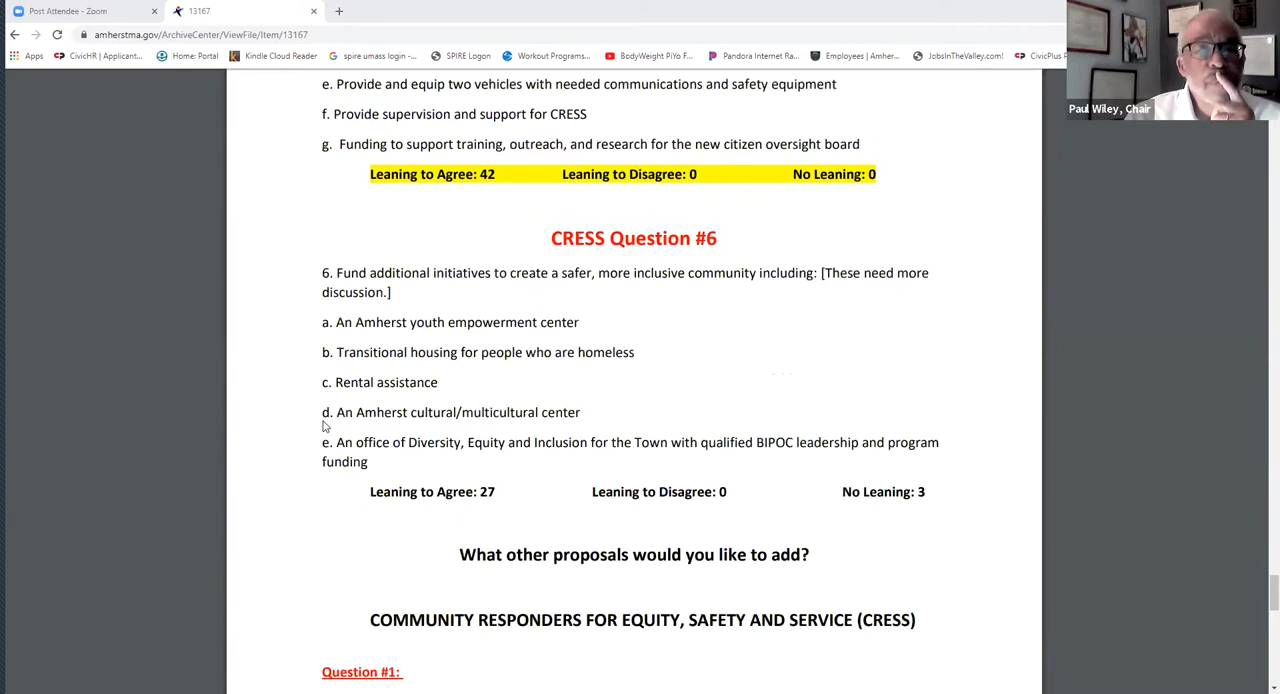 Post Attendee - Zoom
13167
amherstma.gov/ArchiveCenter/ViewFile/Item/13167
Apps
CivicHR | Applicant...
Home: Portal
Kindle Cloud Reader
spire umass login -...
SPIRE Logon
Workout Programs...
BodyWeight PiYo F...
Pandora Internet Ra...
Employees | Amher...
JobsInTheValley.com!
CivicPlus
Paul Wiley, Chair
e. Provide and equip two vehicles with needed communications and safety equipment
f. Provide supervision and support for CRESS
g. Funding to support training, outreach, and research for the new citizen oversight board
Leaning to Agree: 42 Leaning to Disagree: 0 No Leaning: 0
CRESS Question #6
6. Fund additional initiatives to create a safer, more inclusive community including: [These need more
discussion.]
a. An Amherst youth empowerment center
b. Transitional housing for people who are homeless
c. Rental assistance
d. An Amherst cultural/multicultural center
e. An office of Diversity, Equity and Inclusion for the Town with qualified BIPOC leadership and program
funding
Leaning to Agree: 27 Leaning to Disagree: 0 No Leaning: 3
What other proposals would you like to add?
COMMUNITY RESPONDERS FOR EQUITY, SAFETY AND SERVICE (CRESS)
Question #1: